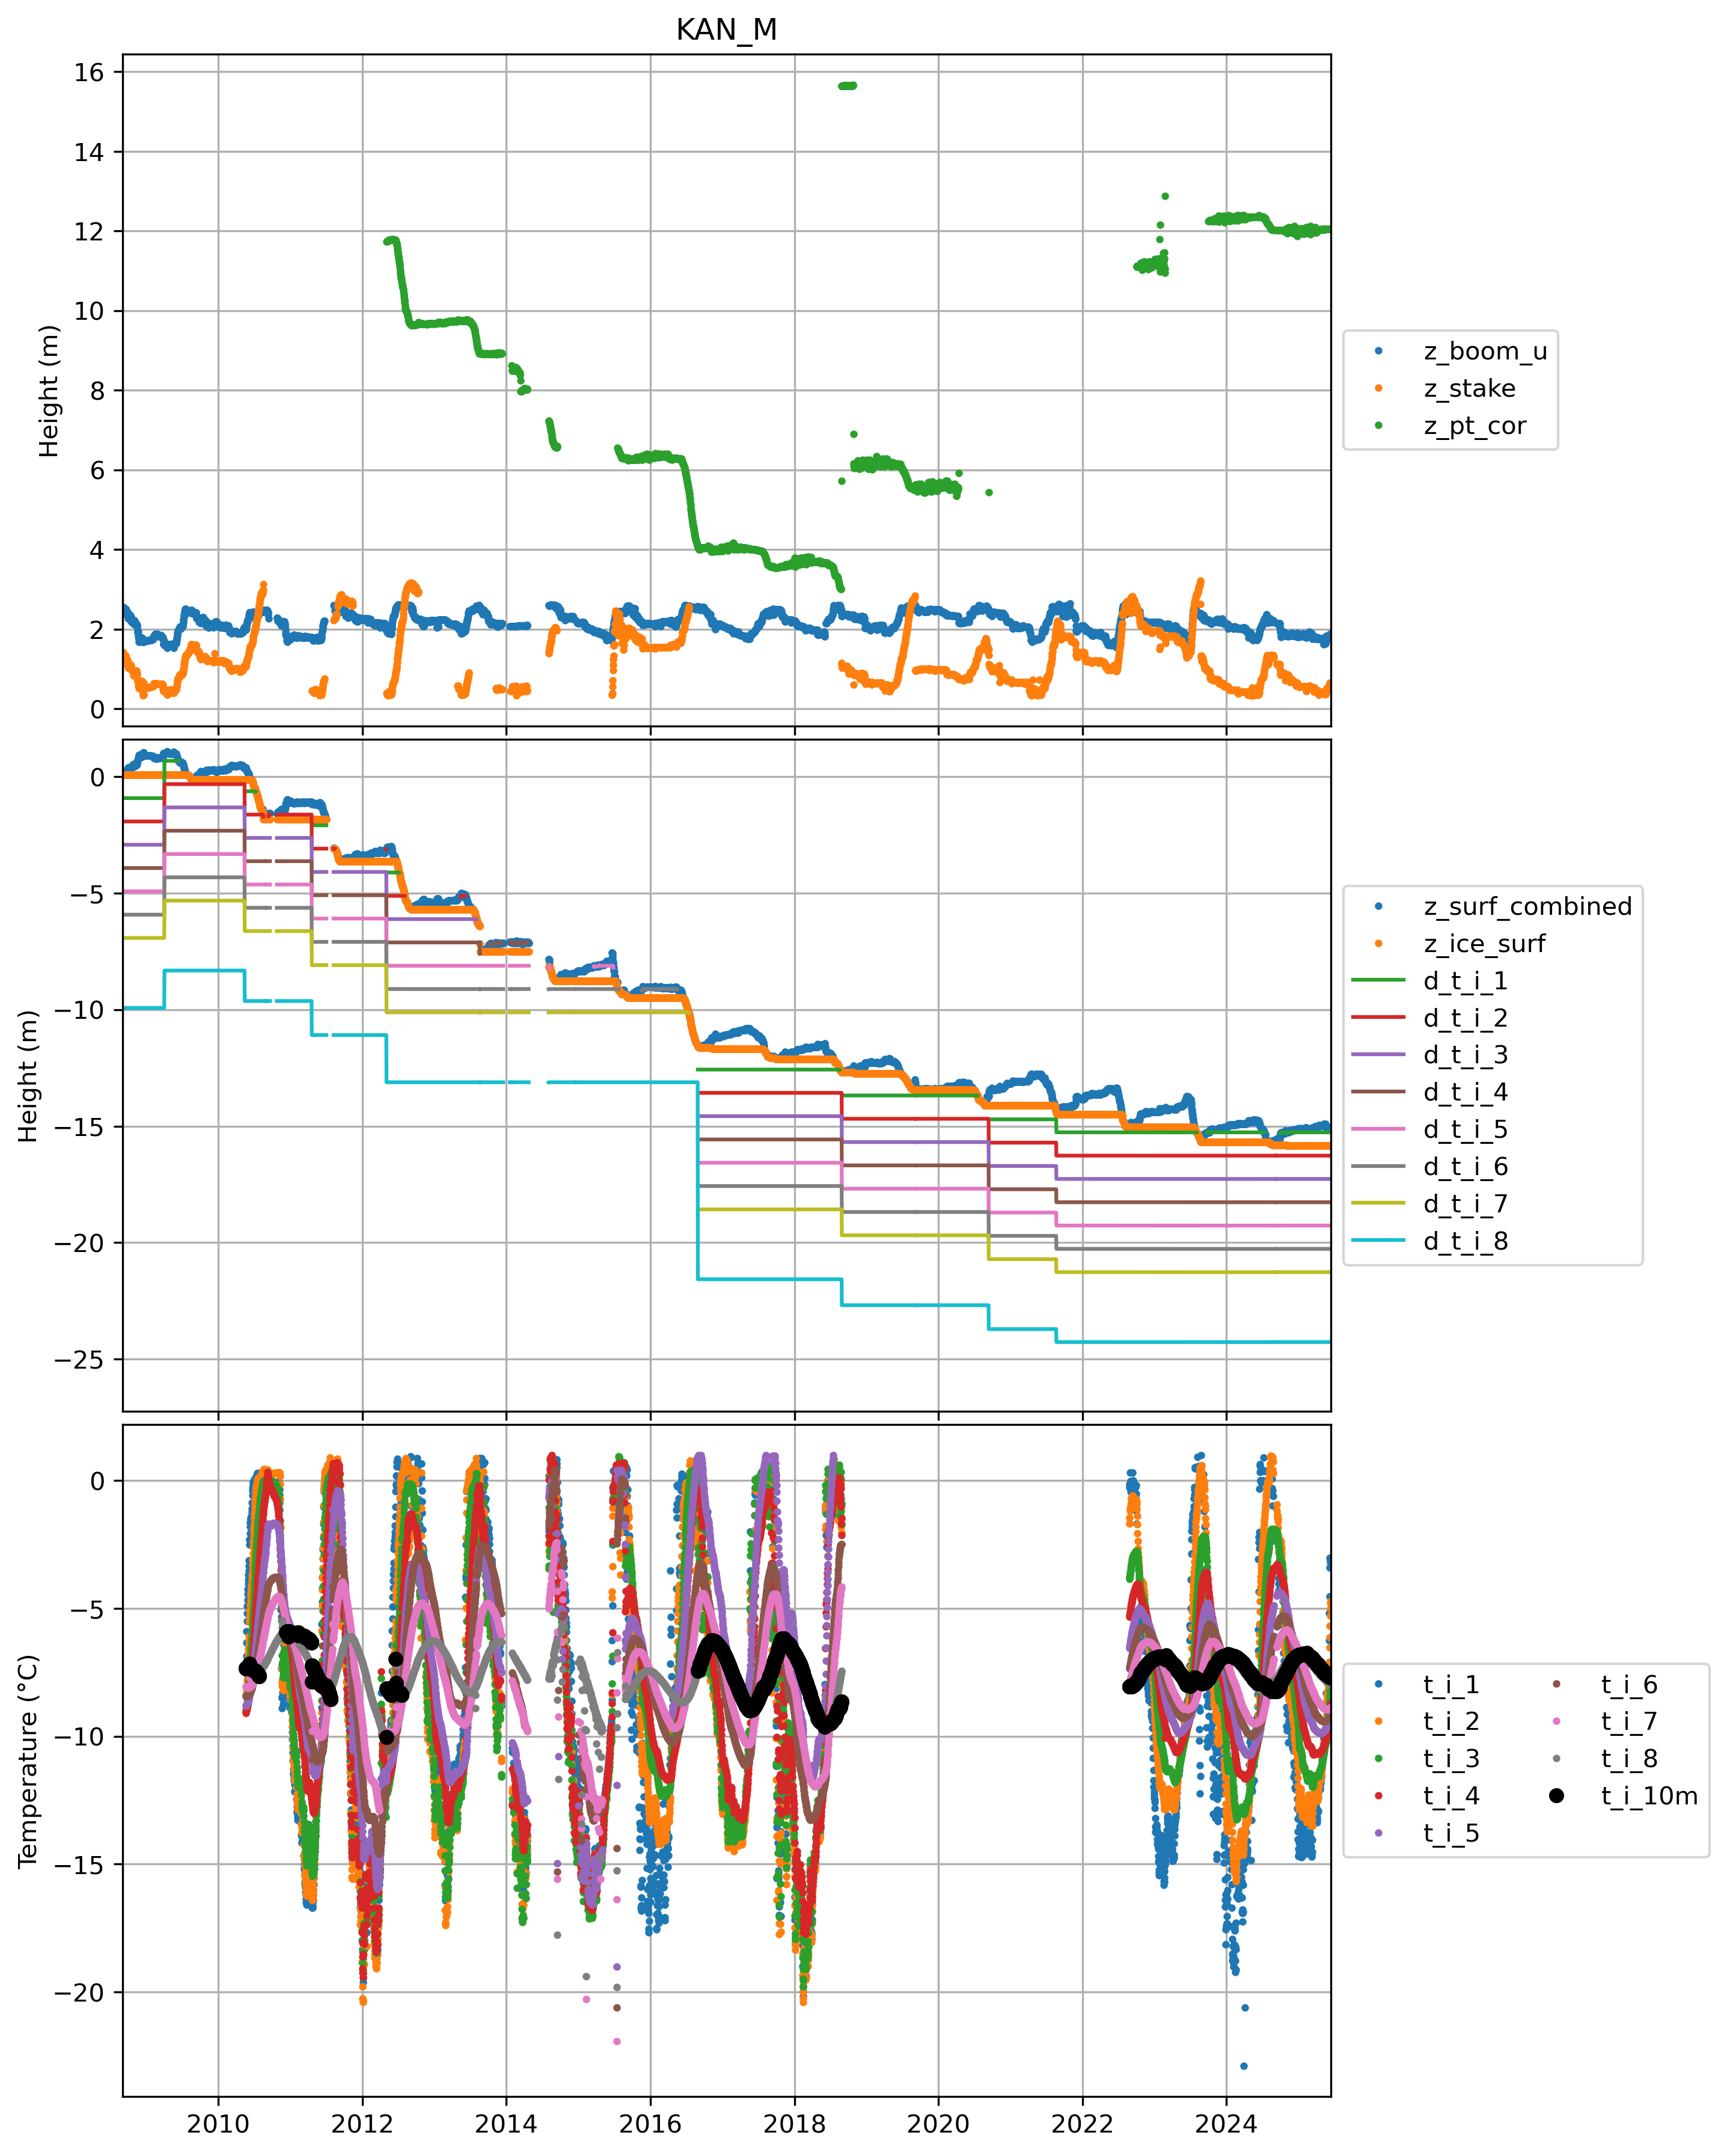 KAN_M
16
14
12
10
8
6
4
2
0
Height (m)
z_boom_u
z_stake
z_pt_cor
0
−5
−10
−15
−20
−25
Height (m)
z_surf_combined
z_ice_surf
d_t_i_1
d_t_i_2
d_t_i_3
d_t_i_4
d_t_i_5
d_t_i_6
d_t_i_7
d_t_i_8
0
−5
−10
−15
−20
Temperature (°C)
t_i_1
t_i_2
t_i_3
t_i_4
t_i_5
t_i_6
t_i_7
t_i_8
t_i_10m
2010 2012 2014 2016 2018 2020 2022 2024